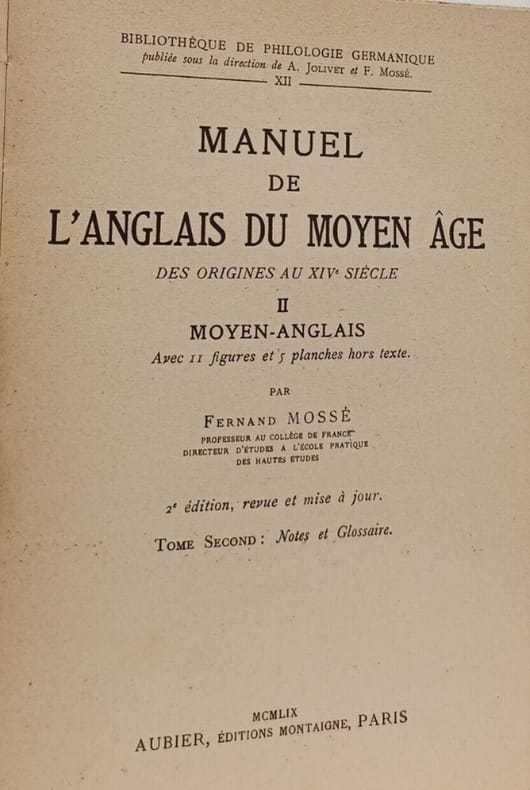 BIBLIOTHÈQUE DE PHILOLOGIE GERMANIQUE
publiée sous la direction de A. JOLIVET et F. MOSSÉ.
XII
MANUEL
DE
L'ANGLAIS DU MOYEN ÂGE
DES ORIGINES AU XIVe SIÈCLE
II
MOYEN-ANGLAIS
Avec 11 figures et 5 planches hors texte.
PAR
FERNAND MOSSÉ
PROFESSEUR AU COLLÈGE DE FRANCE
DIRECTEUR D'ÉTUDES A L'ÉCOLE PRATIQUE
DES HAUTES ÉTUDES
2e édition, revue et mise à jour.
TOME SECOND : Notes et Glossaire.
MCMLIX
AUBIER, ÉDITIONS MONTAIGNE, PARIS